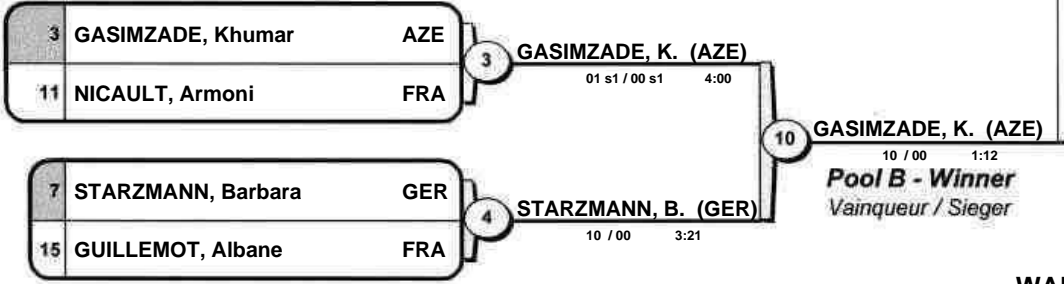 3 GASIMZADE, Khumar AZE
11 NICAULT, Armoni FRA
3
GASIMZADE, K. (AZE)
01 s1 / 00 s1 4:00
7 STARZMANN, Barbara GER
15 GUILLEMOT, Albane FRA
4
STARZMANN, B. (GER)
10 / 00 3:21
10
GASIMZADE, K. (AZE)
10 / 00 1:12
Pool B - Winner
Vainqueur / Sieger